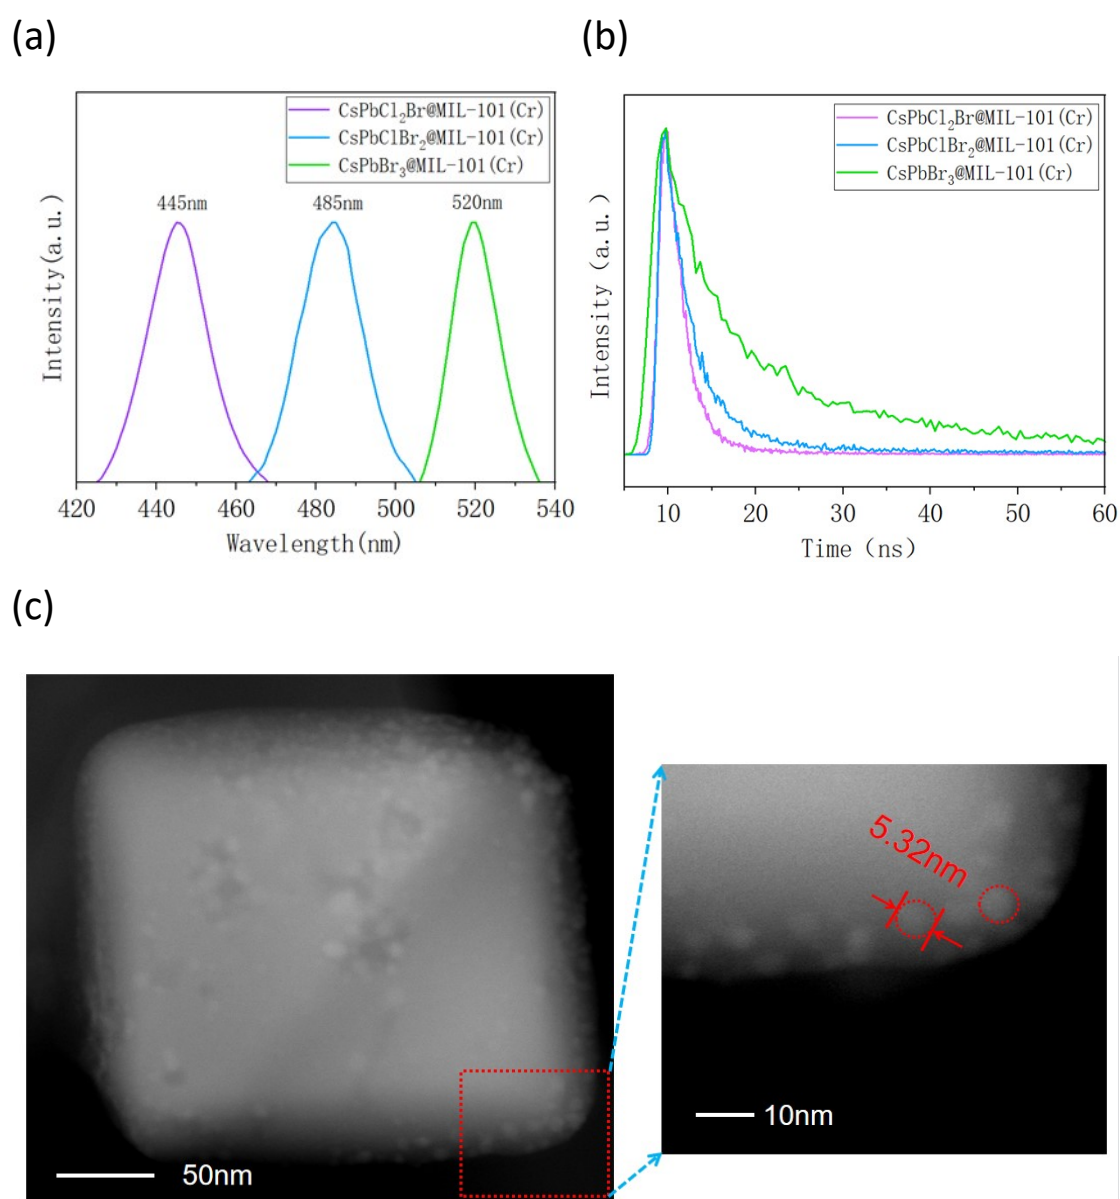 (a)
(b)
CsPbCl₂Br@MIL-101(Cr)
CsPbClBr₂@MIL-101(Cr)
CsPbBr₃@MIL-101(Cr)
445nm
485nm
520nm
Intensity(a.u.)
420 440 460 480 500 520 540
Wavelength(nm)
CsPbCl₂Br@MIL-101(Cr)
CsPbClBr₂@MIL-101(Cr)
CsPbBr₃@MIL-101(Cr)
Intensity (a.u.)
10 20 30 40 50 60
Time (ns)
(c)
5.32nm
50nm
10nm